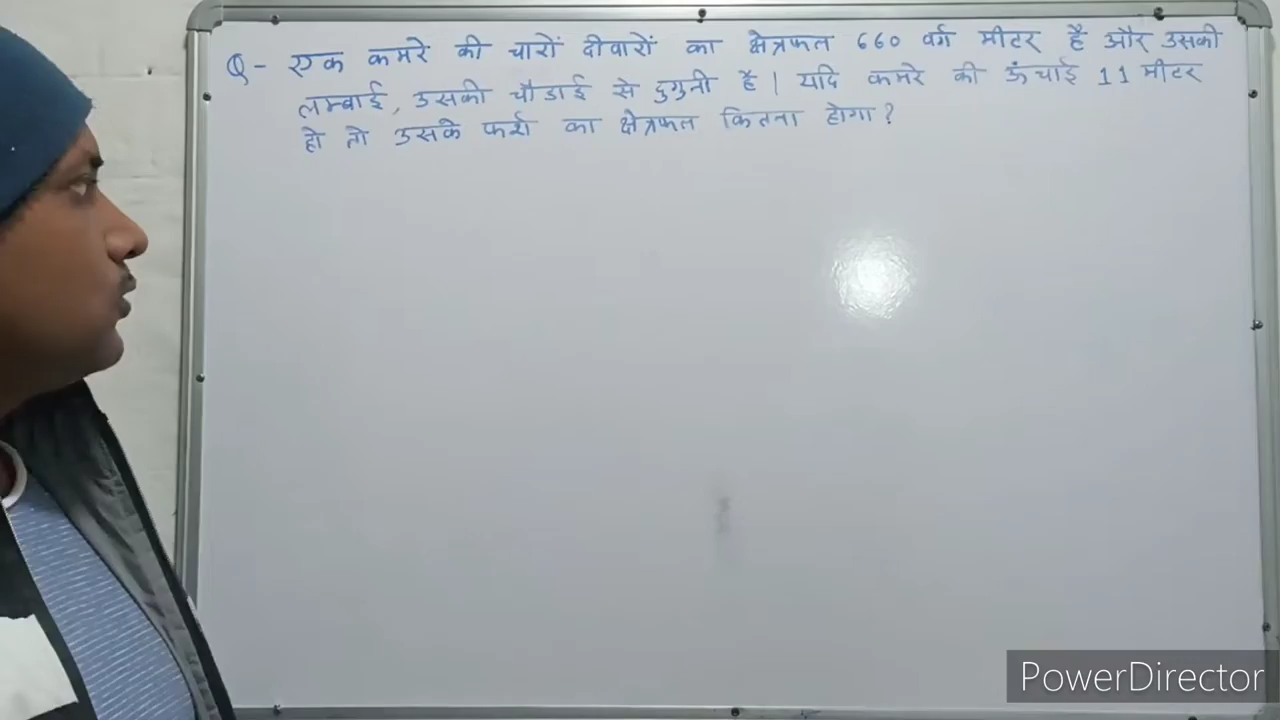 Q - एक कमरे की चारों दीवारों का क्षेत्रफल 660 वर्ग मीटर है और उसकी
लम्बाई, उसकी चौडाई से दुगुनी है | यदि कमरे की ऊंचाई 11 मीटर
हो तो उसके फर्श का क्षेत्रफल कितना होगा ?
PowerDirector